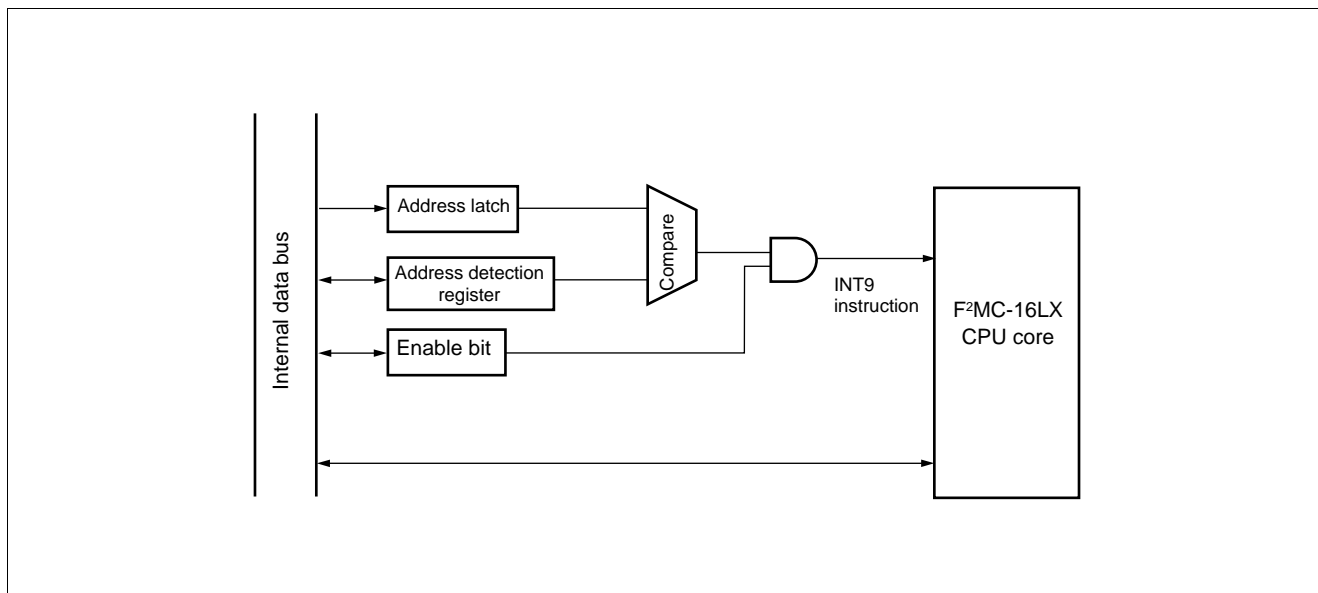 Internal data bus
Address latch
Address detection
register
Enable bit
Compare
INT9
instruction
F²MC-16LX
CPU core